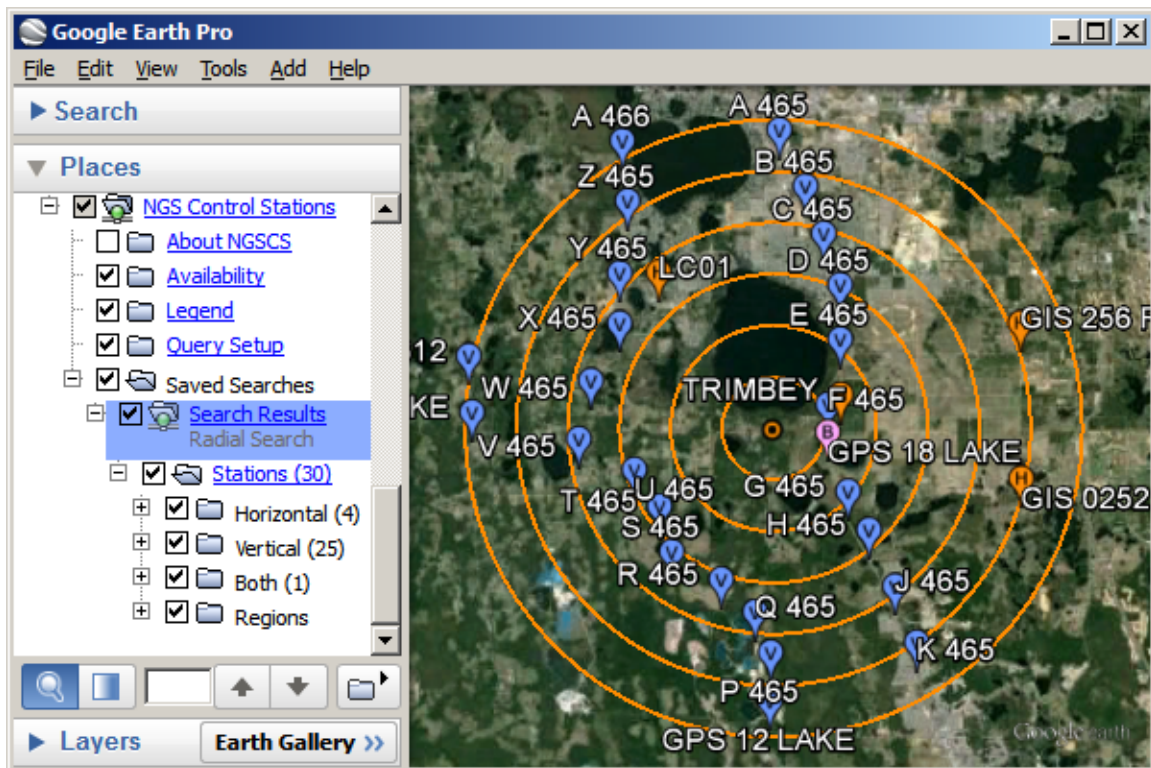 Google Earth Pro
File Edit View Tools Add Help
Search
Places
NGS Control Stations
About NGSCS
Availability
Legend
Query Setup
Saved Searches
Search Results
Radial Search
Stations (30)
Horizontal (4)
Vertical (25)
Both (1)
Regions
Layers
Earth Gallery >>
A 466
A 465
Z 465
B 465
C 465
Y 465
LC01
D 465
X 465
E 465
GIS 256
W 465
TRIMBEY
F 465
V 465
GPS 18 LAKE
T 465
U 465
G 465
GIS 0252
S 465
H 465
R 465
J 465
Q 465
K 465
P 465
GPS 12 LAKE
Google earth